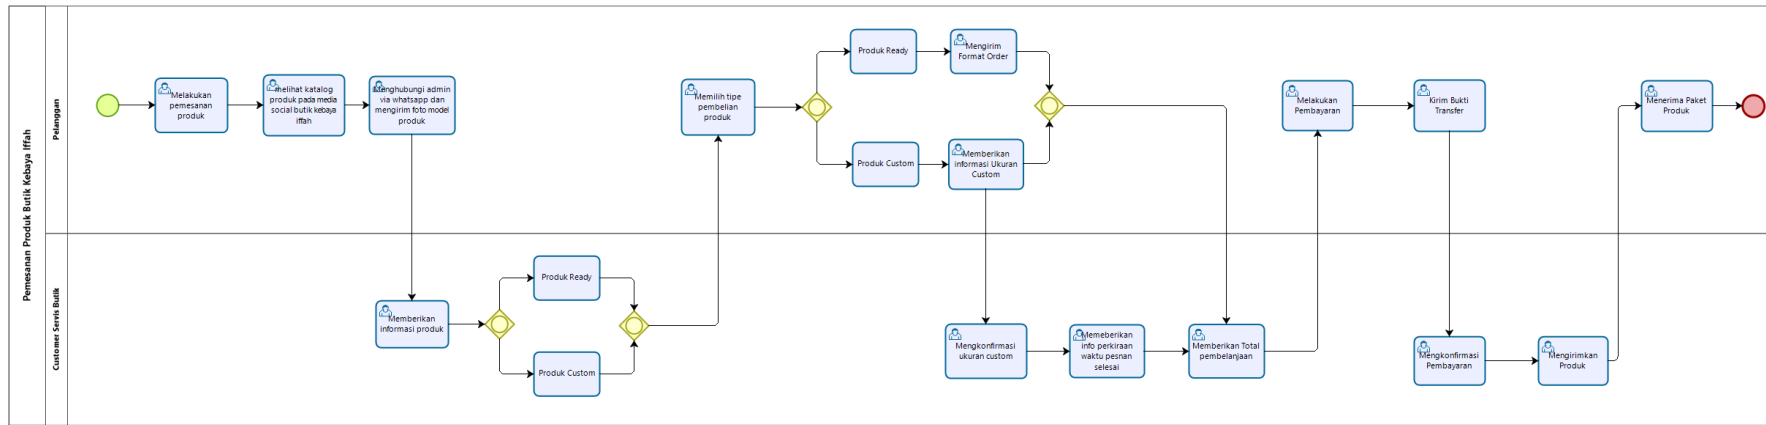 Pemesanan Produk Butik Kebaya Iffah
Pelanggan
Melakukan
pemesanan
produk
melihat katalog
produk pada media
social butik kebaya
iffah
Menghubungi admin
via whatsapp dan
mengirim foto model
produk
Memilih tipe
pembelian
produk
Produk Ready
Mengirim
Format Order
Produk Custom
Memberikan
informasi Ukuran
Custom
Melakukan
Pembayaran
Kirim Bukti
Transfer
Menerima Paket
Produk
Customer Servis Butik
Memberikan
informasi produk
Produk Ready
Produk Custom
Mengkonfirmasi
ukuran custom
Memeberikan
info perkiraan
waktu pesnan
selesai
Memberikan Total
pembelanjaan
Mengkonfirmasi
Pembayaran
Mengirimkan
Produk